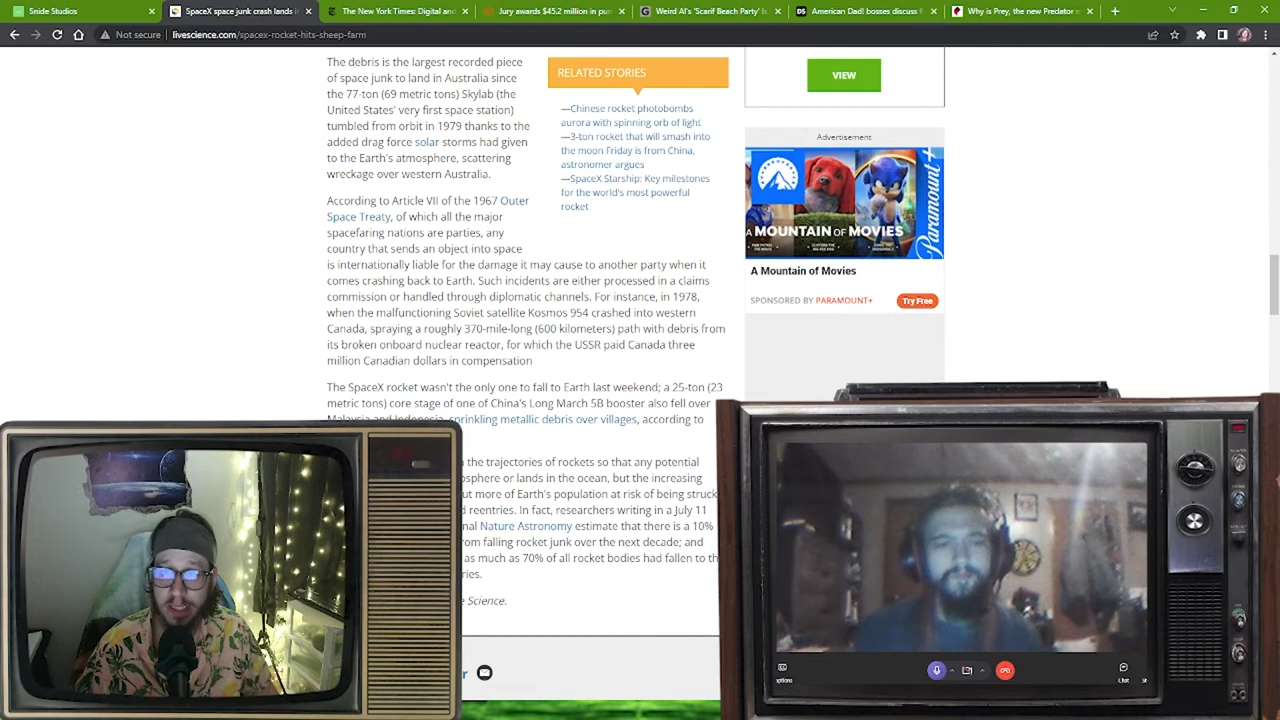 Snide Studios
SpaceX space junk crash lands i
The New York Times: Digital and
Jury awards $45.2 million in pun
Weird Al's 'Scarif Beach Party' Is
American Dad! bosses discuss f
Why is Prey, the new Predator m
Not secure
livescience.com/spacex-rocket-hits-sheep-farm
The debris is the largest recorded piece
of space junk to land in Australia since
the 77-ton (69 metric tons) Skylab (the
United States' very first space station)
tumbled from orbit in 1979 thanks to the
added drag force solar storms had given
to the Earth's atmosphere, scattering
wreckage over western Australia.
RELATED STORIES
—Chinese rocket photobombs
aurora with spinning orb of light
—3-ton rocket that will smash into
the moon Friday is from China,
astronomer argues
—SpaceX Starship: Key milestones
for the world's most powerful
rocket
According to Article VII of the 1967 Outer
Space Treaty, of which all the major
spacefaring nations are parties, any
country that sends an object into space
is internationally liable for the damage it may cause to another party when it
comes crashing back to Earth. Such incidents are either processed in a claims
commission or handled through diplomatic channels. For instance, in 1978,
when the malfunctioning Soviet satellite Kosmos 954 crashed into western
Canada, spraying a roughly 370-mile-long (600 kilometers) path with debris from
its broken onboard nuclear reactor, for which the USSR paid Canada three
million Canadian dollars in compensation
The SpaceX rocket wasn't the only one to fall to Earth last weekend; a 25-ton (23
metric tons) core stage of one of China's Long March 5B booster also fell over
Malaysia and Indonesia, sprinkling metallic debris over villages, according to
the trajectories of rockets so that any potential
osphere or lands in the ocean, but the increasing
ut more of Earth's population at risk of being struck
d reentries. In fact, researchers writing in a July 11
nal Nature Astronomy estimate that there is a 10%
rom falling rocket junk over the next decade; and
as much as 70% of all rocket bodies had fallen to th
ries.
e Science.
r
VIEW
Advertisement
A MOUNTAIN OF MOVIES
Paramount+
A Mountain of Movies
SPONSORED BY PARAMOUNT+
Try Free
ptions
Chat
St